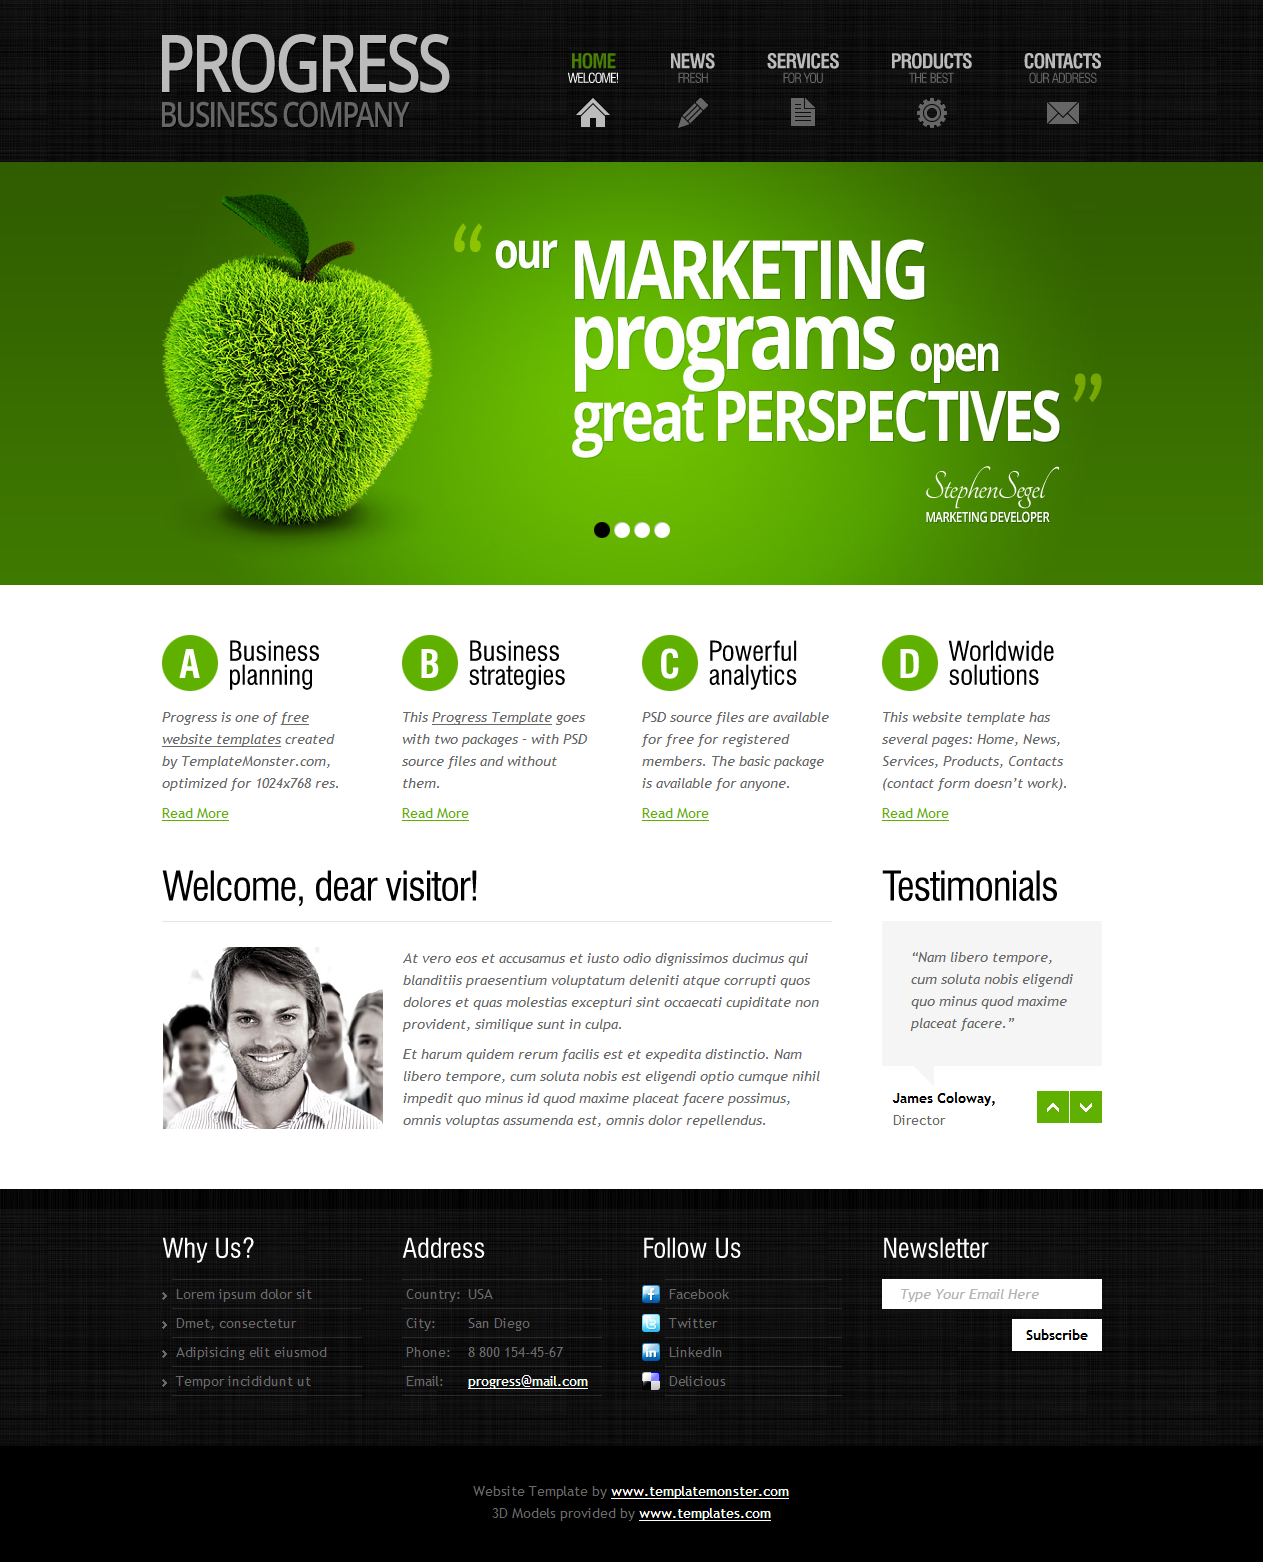 PROGRESS
BUSINESS COMPANY
HOME
WELCOME!
NEWS
FRESH
SERVICES
FOR YOU
PRODUCTS
THE BEST
CONTACTS
OUR ADDRESS
“ our MARKETING
programs open
great PERSPECTIVES ”
StephenSegel
MARKETING DEVELOPER
A
Business
planning
Progress is one of free
website templates created
by TemplateMonster.com,
optimized for 1024x768 res.
Read More
B
Business
strategies
This Progress Template goes
with two packages – with PSD
source files and without
them.
Read More
C
Powerful
analytics
PSD source files are available
for free for registered
members. The basic package
is available for anyone.
Read More
D
Worldwide
solutions
This website template has
several pages: Home, News,
Services, Products, Contacts
(contact form doesn’t work).
Read More
Welcome, dear visitor!
At vero eos et accusamus et iusto odio dignissimos ducimus qui
blanditiis praesentium voluptatum deleniti atque corrupti quos
dolores et quas molestias excepturi sint occaecati cupiditate non
provident, similique sunt in culpa.
Et harum quidem rerum facilis est et expedita distinctio. Nam
libero tempore, cum soluta nobis est eligendi optio cumque nihil
impedit quo minus id quod maxime placeat facere possimus,
omnis voluptas assumenda est, omnis dolor repellendus.
Testimonials
“Nam libero tempore,
cum soluta nobis eligendi
quo minus quod maxime
placeat facere.”
James Coloway,
Director
Why Us?
Lorem ipsum dolor sit
Dmet, consectetur
Adipisicing elit eiusmod
Tempor incididunt ut
Address
Country: USA
City: San Diego
Phone: 8 800 154-45-67
Email: progress@mail.com
Follow Us
Facebook
Twitter
LinkedIn
Delicious
Newsletter
Type Your Email Here
Subscribe
Website Template by www.templatemonster.com
3D Models provided by www.templates.com